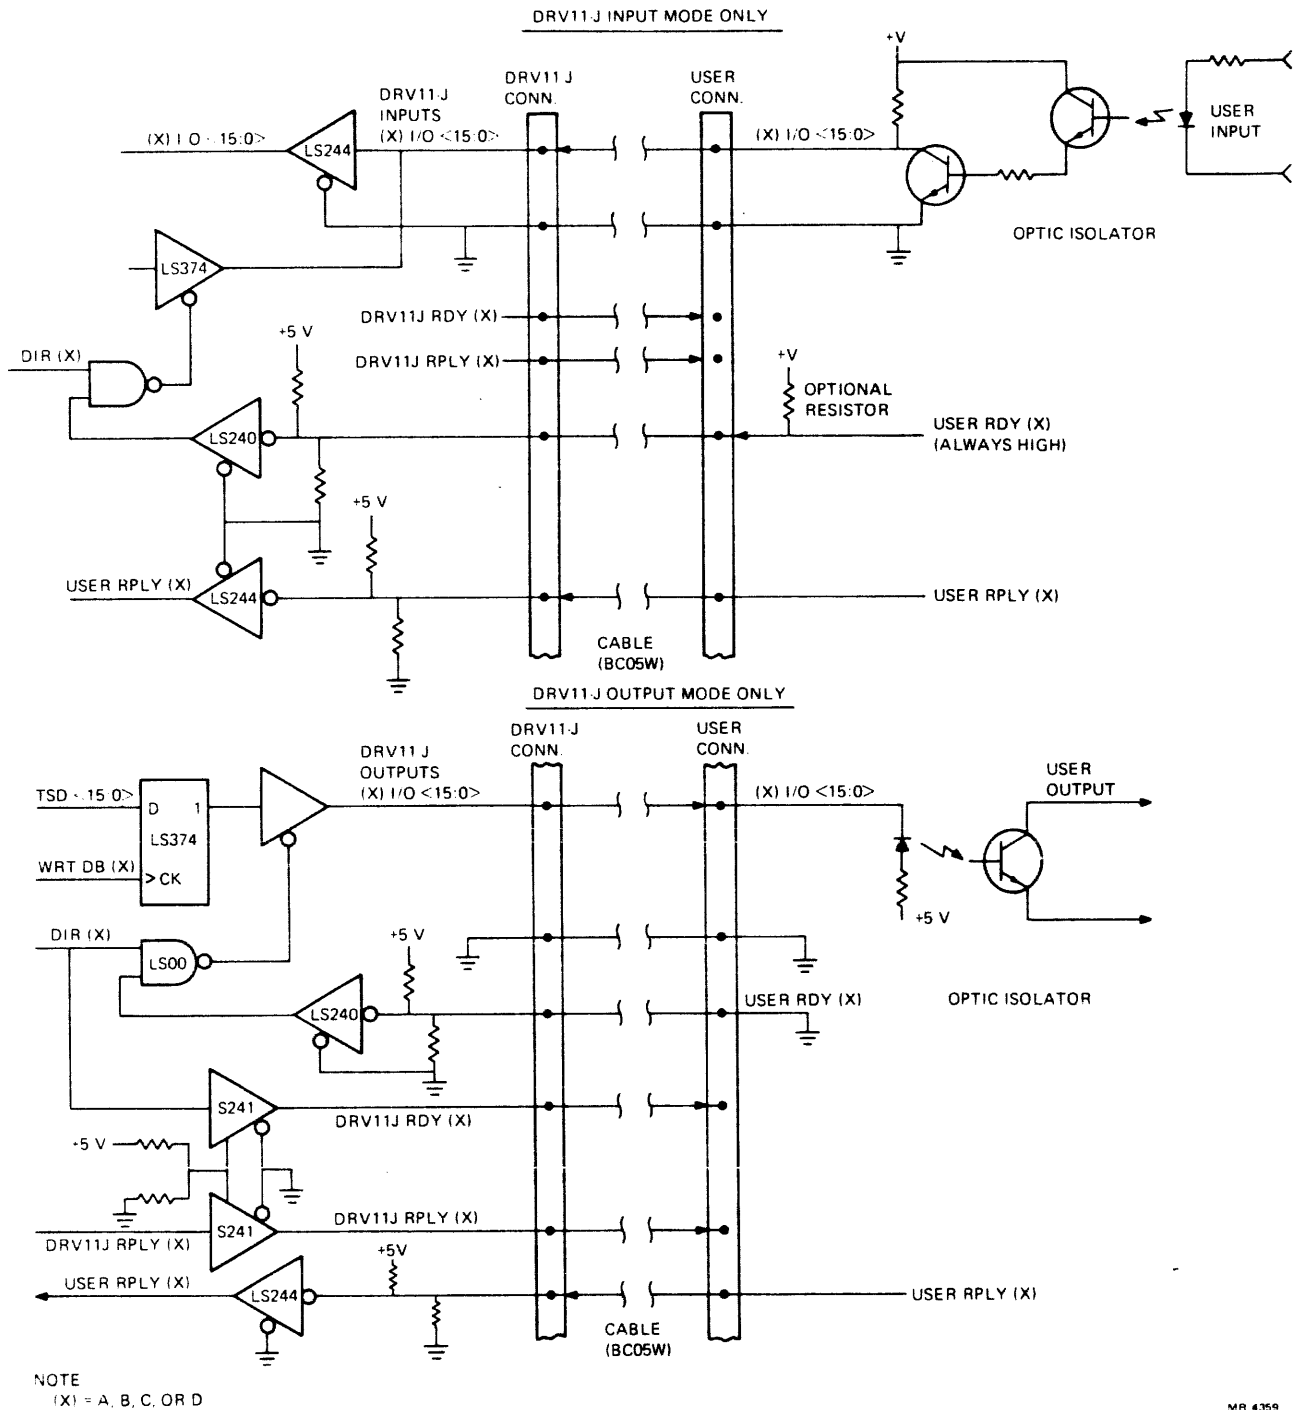 DRV11-J INPUT MODE ONLY
+V
DRV11 J
CONN.
USER
CONN.
DRV11-J
INPUTS
(X) I/O <15:0>
(X) I O < 15:0>
LS244
(X) I/O <15:0>
USER
INPUT
OPTIC ISOLATOR
LS374
DRV11J RDY (X)
+5 V
DIR (X)
DRV11J RPLY (X)
+V
OPTIONAL
RESISTOR
LS240
USER RDY (X)
(ALWAYS HIGH)
+5 V
USER RPLY (X)
LS244
USER RPLY (X)
CABLE
(BC05W)
DRV11-J OUTPUT MODE ONLY
DRV11-J
CONN.
USER
CONN.
DRV11 J
OUTPUTS
(X) I/O <15:0>
USER
OUTPUT
TSD < 15:0>
D 1
LS374
>CK
(X) I/O <15:0>
WRT DB (X)
+5 V
DIR (X)
LS00
+5 V
LS240
USER RDY (X)
OPTIC ISOLATOR
S241
DRV11J RDY (X)
+5 V
S241
DRV11J RPLY (X)
DRV11J RPLY (X)
+5V
USER RPLY (X)
LS244
USER RPLY (X)
CABLE
(BC05W)
NOTE
(X) = A, B, C, OR D
MR 4359